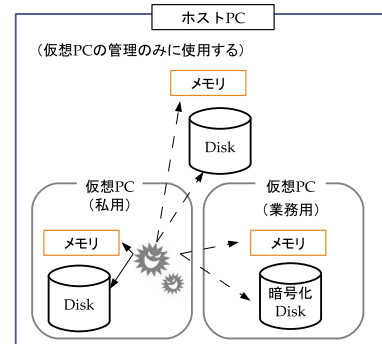 ホストPC
(仮想PCの管理のみに使用する)
メモリ
Disk
仮想PC
(私用)
メモリ
Disk
仮想PC
(業務用)
メモリ
暗号化
Disk